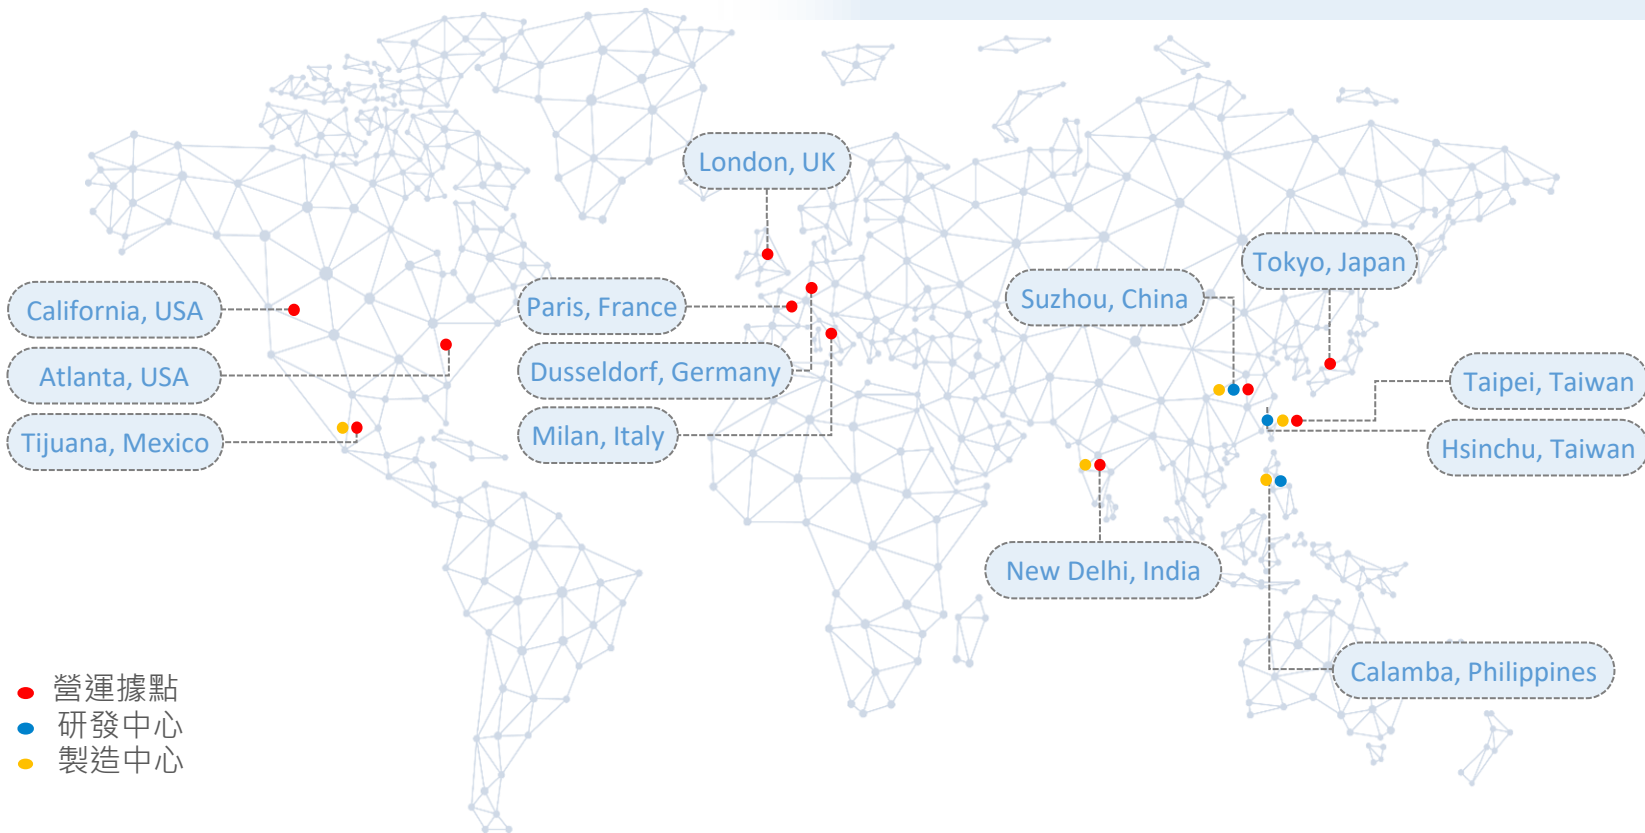 London, UK
Tokyo, Japan
Suzhou, China
California, USA
Paris, France
Atlanta, USA
Dusseldorf, Germany
Taipei, Taiwan
Tijuana, Mexico
Milan, Italy
Hsinchu, Taiwan
New Delhi, India
Calamba, Philippines
營運據點
研發中心
製造中心